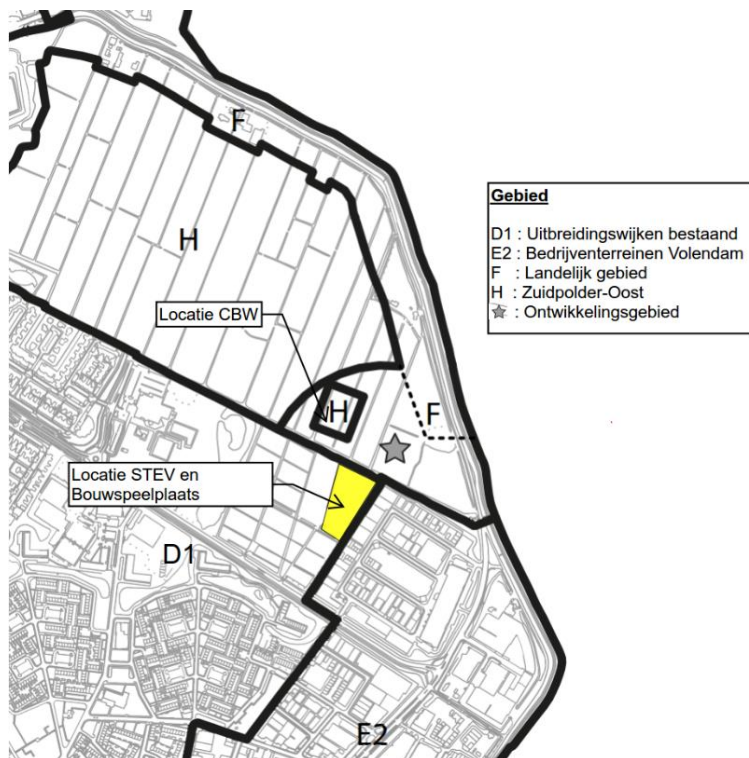 F
H
Locatie CBW
H
F
Locatie STEV en
Bouwspeelplaats
D1
E2
Gebied
D1 : Uitbreidingswijken bestaand
E2 : Bedrijventerreinen Volendam
F : Landelijk gebied
H : Zuidpolder-Oost
: Ontwikkelingsgebied